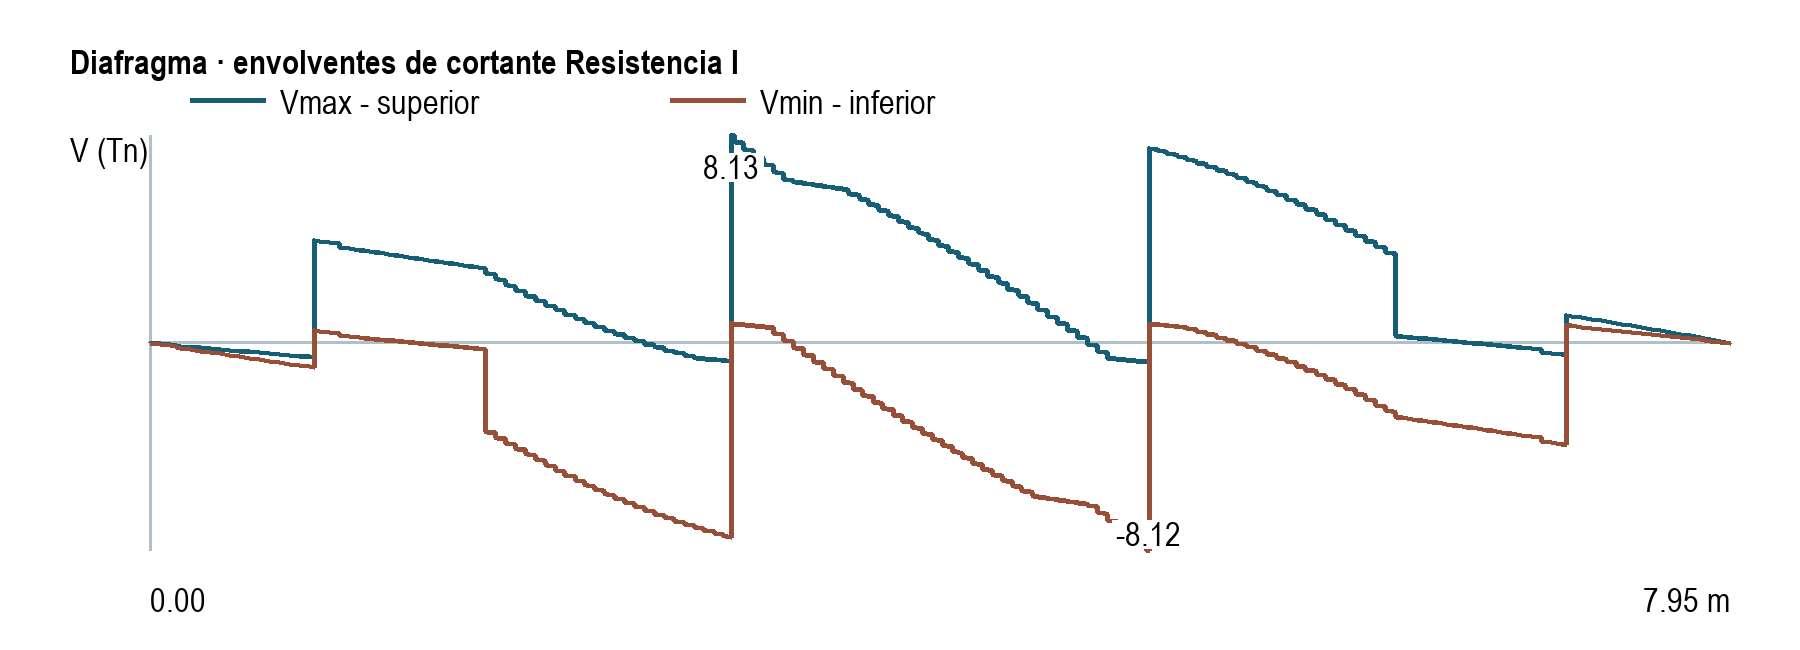 Diafragma · envolventes de cortante Resistencia I
Vmax - superior
Vmin - inferior
V (Tn)
8.13
-8.12
0.00
7.95 m